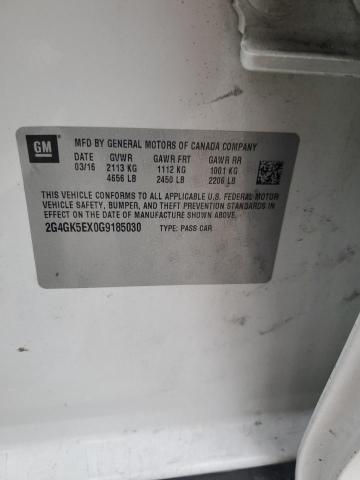 GM
MFD BY GENERAL MOTORS OF CANADA COMPANY
DATE GVWR GAWR FRT GAWR RR
03/16 2113 KG 1112 KG 1001 KG
4656 LB 2450 LB 2206 LB
THIS VEHICLE CONFORMS TO ALL APPLICABLE U.S. FEDERAL MOTOR
VEHICLE SAFETY, BUMPER, AND THEFT PREVENTION STANDARDS IN
EFFECT ON THE DATE OF MANUFACTURE SHOWN ABOVE.
2G4GK5EX0G9185030 TYPE: PASS CAR